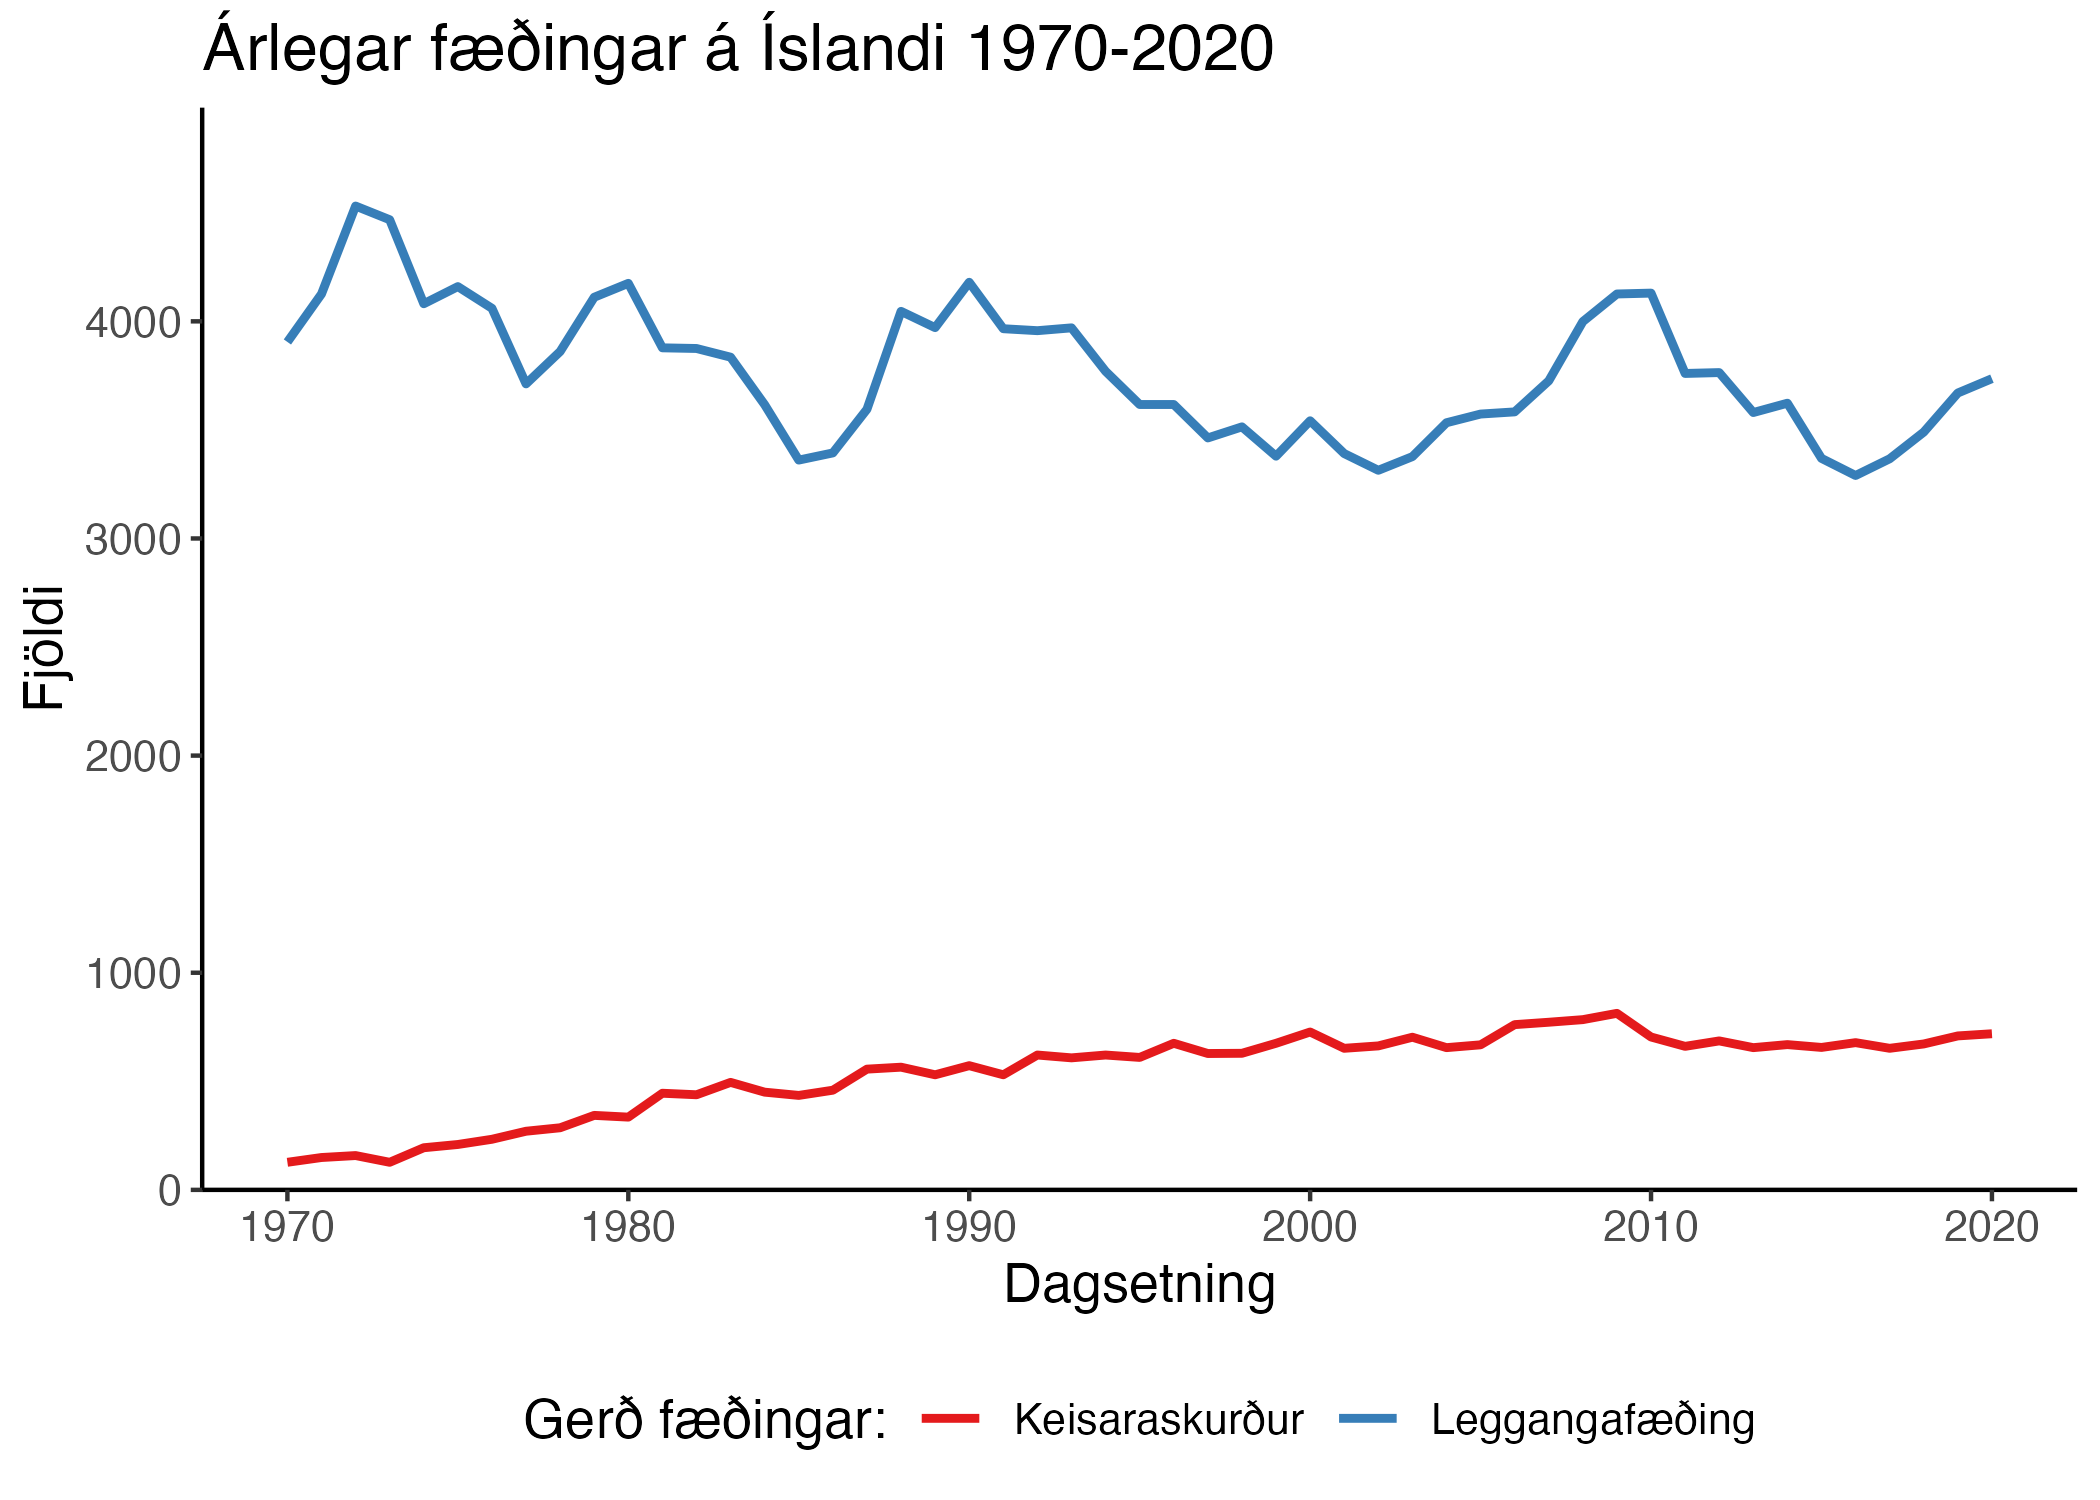 Árlegar fæðingar á Íslandi 1970-2020
Fjöldi
4000
3000
2000
1000
0
1970 1980 1990 2000 2010 2020
Dagsetning
Gerð fæðingar: Keisaraskurður Leggangafæðing